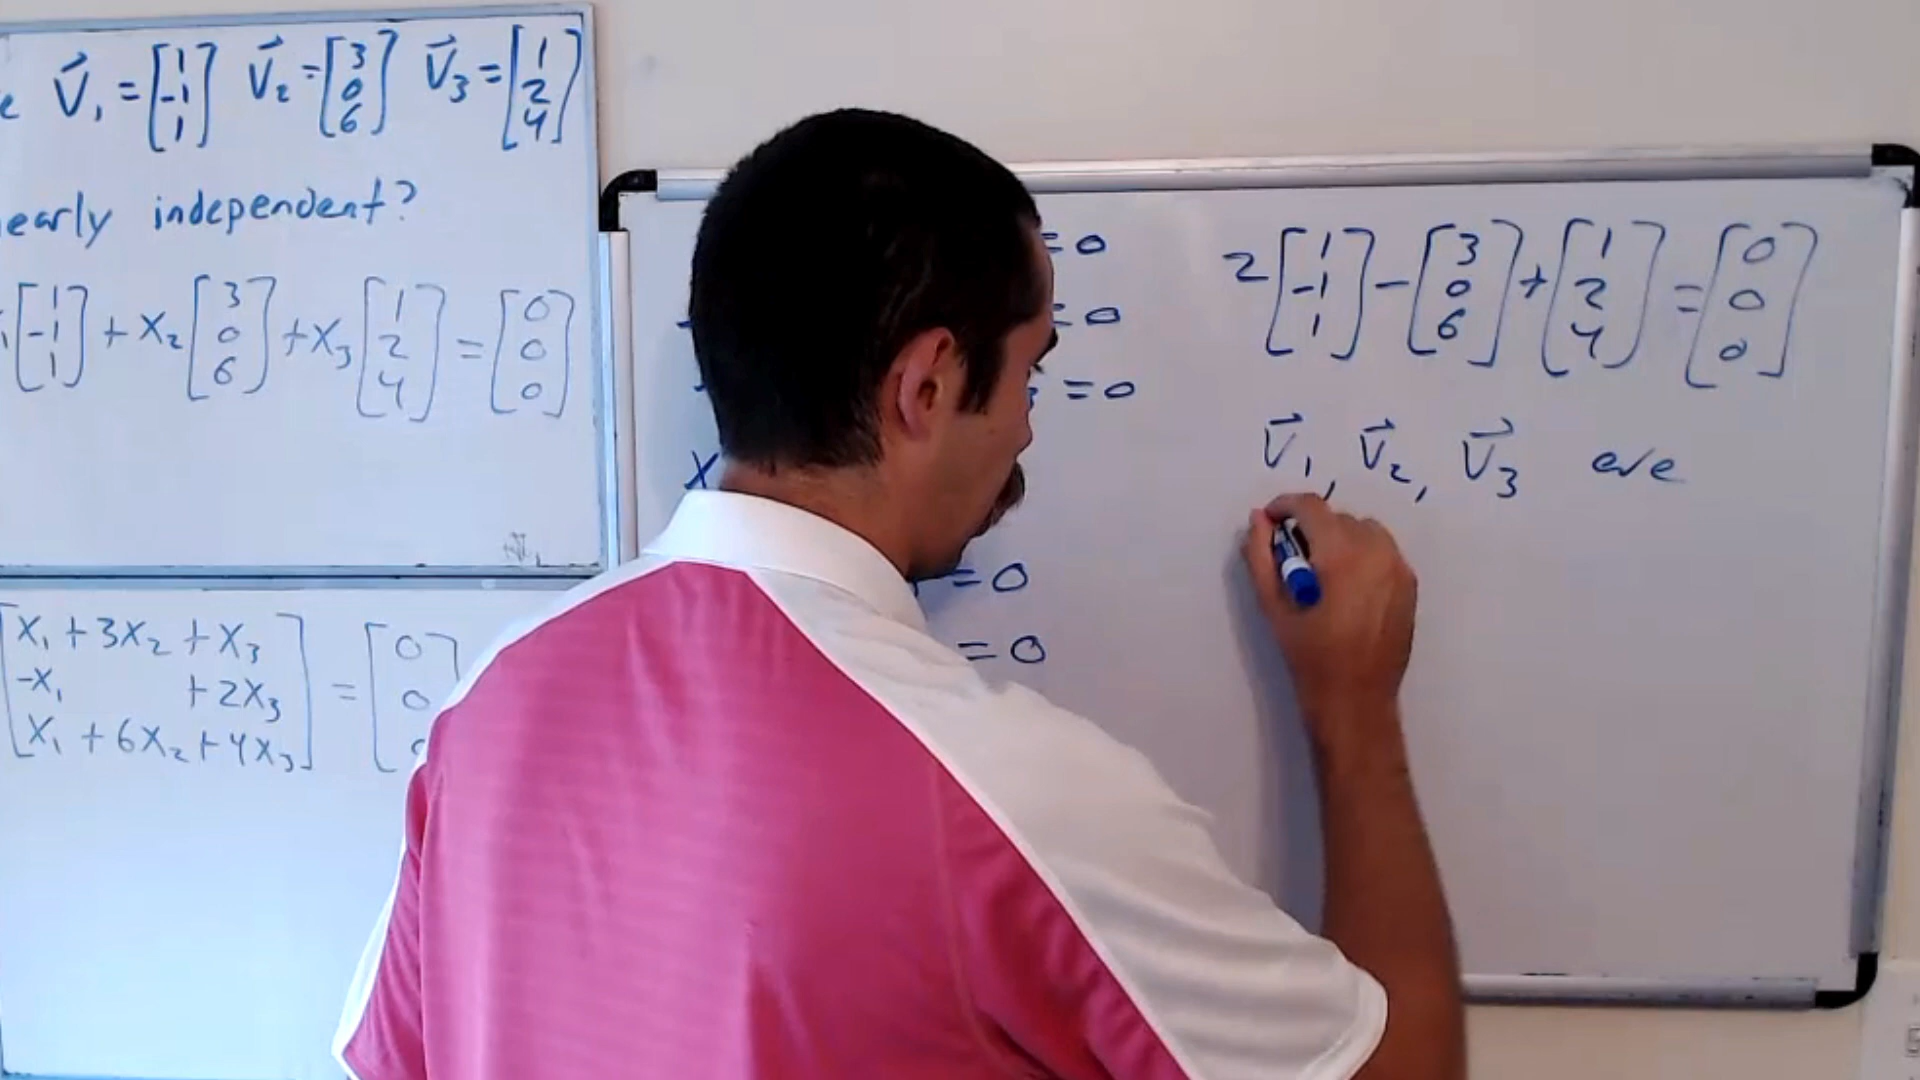 V⃗₁ = [1 -1 1] V⃗₂ = [3 0 6] V⃗₃ = [1 2 4]
early independent?
[1 -1 1] + x₂ [3 0 6] + x₃ [1 2 4] = [0 0 0]
[x₁ + 3x₂ + x₃
-x₁ + 2x₃
x₁ + 6x₂ + 4x₃] = [0 0
= 0
= 0
= 0
x
= 0
= 0
2[1 -1 1] - [3 0 6] + [1 2 4] = [0 0 0]
V⃗₁, V⃗₂, V⃗₃ are